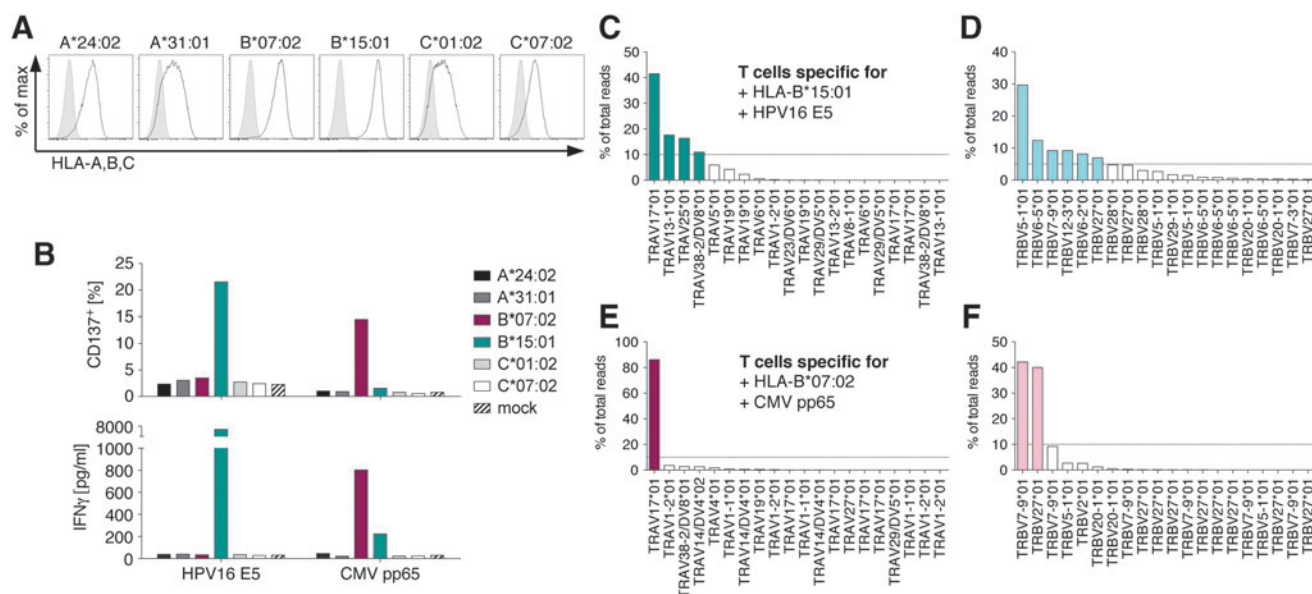 A
A*24:02
A*31:01
B*07:02
B*15:01
C*01:02
C*07:02
% of max
HLA-A,B,C
B
25
20
15
10
5
0
CD137+ [%]
A*24:02
A*31:01
B*07:02
B*15:01
C*01:02
C*07:02
mock
8000
1000
800
600
400
200
0
IFNγ [pg/ml]
HPV16 E5
CMV pp65
C
50
40
30
20
10
0
% of total reads
T cells specific for
+ HLA-B*15:01
+ HPV16 E5
TRAV17*01
TRAV13-1*01
TRAV25*01
TRAV38-2/DV8*01
TRAV5*01
TRAV19*01
TRAV19*01
TRAV6*01
TRAV1-2*01
TRAV23/DV6*01
TRAV19*01
TRAV29/DV5*01
TRAV13-2*01
TRAV8-1*01
TRAV6*01
TRAV29/DV5*01
TRAV17*01
TRAV17*01
TRAV38-2/DV8*01
TRAV13-1*01
D
40
30
20
10
0
% of total reads
TRBV5-1*01
TRBV6-5*01
TRBV7-9*01
TRBV12-3*01
TRBV6-2*01
TRBV27*01
TRBV28*01
TRBV27*01
TRBV28*01
TRBV5-1*01
TRBV29-1*01
TRBV5-1*01
TRBV6-5*01
TRBV6-5*01
TRBV6-5*01
TRBV20-1*01
TRBV6-5*01
TRBV20-1*01
TRBV7-3*01
TRBV27*01
E
100
80
60
40
20
0
% of total reads
T cells specific for
+ HLA-B*07:02
+ CMV pp65
TRAV17*01
TRAV1-2*01
TRAV38-2/DV8*01
TRAV14/DV4*02
TRAV4*01
TRAV1-1*01
TRAV19*01
TRAV1-2*01
TRAV17*01
TRAV1-1*01
TRAV14/DV4*01
TRAV17*01
TRAV27*01
TRAV17*01
TRAV17*01
TRAV29/DV5*01
TRAV1-1*01
TRAV1-2*01
TRAV1-2*01
F
50
40
30
20
10
0
% of total reads
TRBV7-9*01
TRBV27*01
TRBV7-9*01
TRBV5-1*01
TRBV2*01
TRBV20-1*01
TRBV27*01
TRBV7-9*01
TRBV27*01
TRBV27*01
TRBV27*01
TRBV7-9*01
TRBV27*01
TRBV27*01
TRBV27*01
TRBV7-9*01
TRBV5-1*01
TRBV27*01
TRBV7-9*01
TRBV27*01